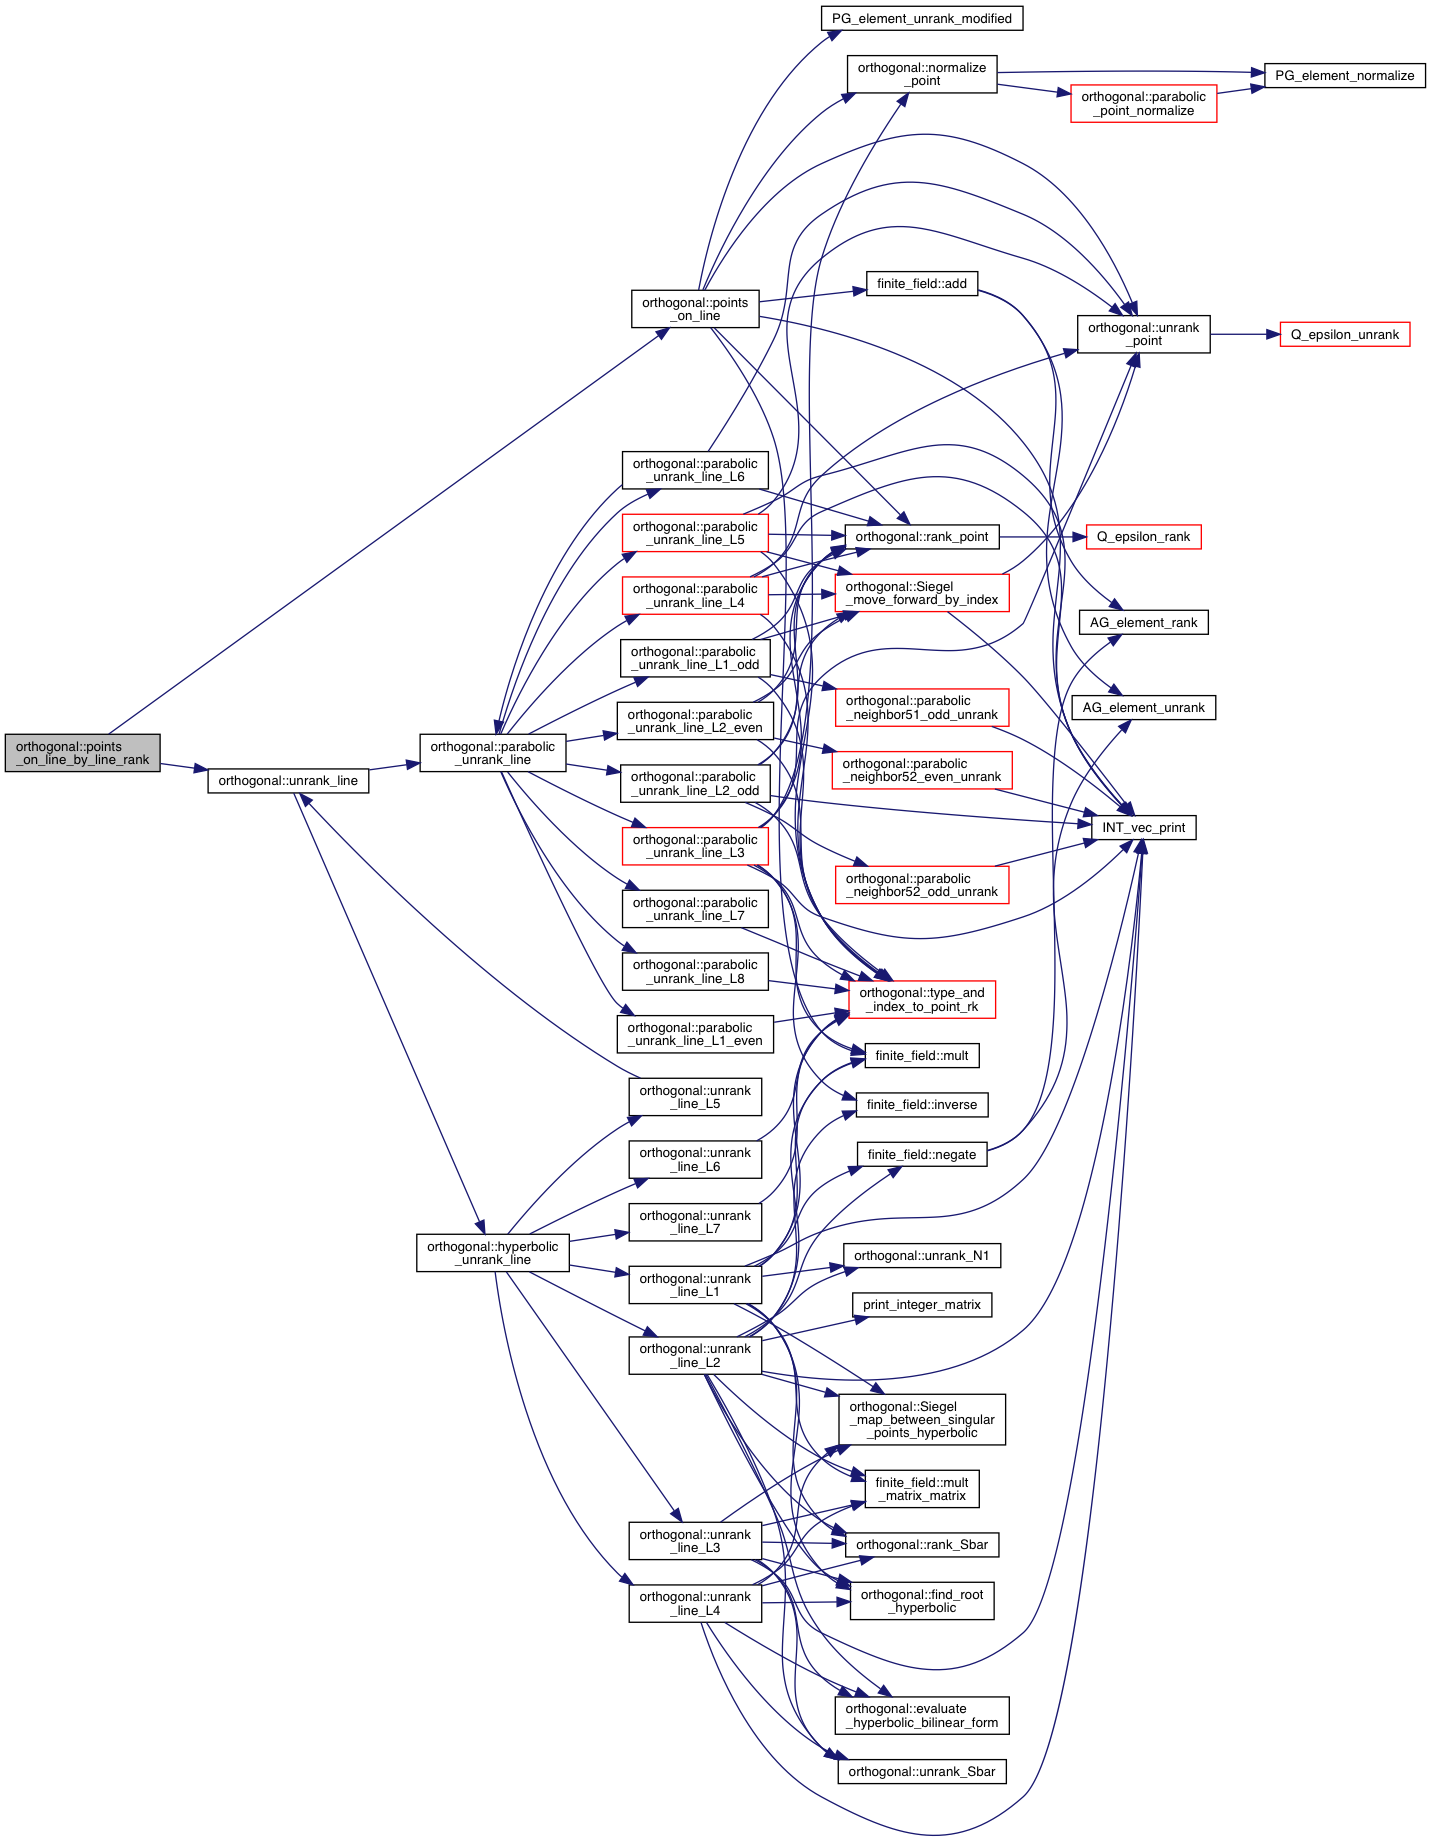 PG_element_unrank_modified
orthogonal::normalize
_point
PG_element_normalize
orthogonal::parabolic
_point_normalize
orthogonal::points
_on_line
finite_field::add
orthogonal::unrank
_point
Q_epsilon_unrank
orthogonal::parabolic
_unrank_line_L6
orthogonal::parabolic
_unrank_line_L5
orthogonal::rank_point
Q_epsilon_rank
orthogonal::parabolic
_unrank_line_L4
orthogonal::Siegel
_move_forward_by_index
AG_element_rank
orthogonal::parabolic
_unrank_line_L1_odd
orthogonal::parabolic
_neighbor51_odd_unrank
AG_element_unrank
orthogonal::parabolic
_unrank_line_L2_even
orthogonal::points
_on_line_by_line_rank
orthogonal::unrank_line
orthogonal::parabolic
_unrank_line
orthogonal::parabolic
_neighbor52_even_unrank
orthogonal::parabolic
_unrank_line_L2_odd
INT_vec_print
orthogonal::parabolic
_unrank_line_L3
orthogonal::parabolic
_neighbor52_odd_unrank
orthogonal::parabolic
_unrank_line_L7
orthogonal::parabolic
_unrank_line_L8
orthogonal::type_and
_index_to_point_rk
orthogonal::parabolic
_unrank_line_L1_even
finite_field::mult
orthogonal::unrank
_line_L5
finite_field::inverse
orthogonal::unrank
_line_L6
finite_field::negate
orthogonal::unrank
_line_L7
orthogonal::hyperbolic
_unrank_line
orthogonal::unrank_N1
orthogonal::unrank
_line_L1
print_integer_matrix
orthogonal::unrank
_line_L2
orthogonal::Siegel
_map_between_singular
_points_hyperbolic
finite_field::mult
_matrix_matrix
orthogonal::unrank
_line_L3
orthogonal::rank_Sbar
orthogonal::unrank
_line_L4
orthogonal::find_root
_hyperbolic
orthogonal::evaluate
_hyperbolic_bilinear_form
orthogonal::unrank_Sbar